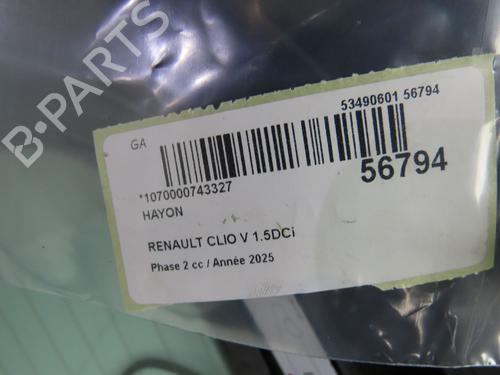 B-PARTS
GA
53490601 56794
56794
*1070000743327
HAYON
RENAULT CLIO V 1.5DCi
Phase 2 cc / Année 2025